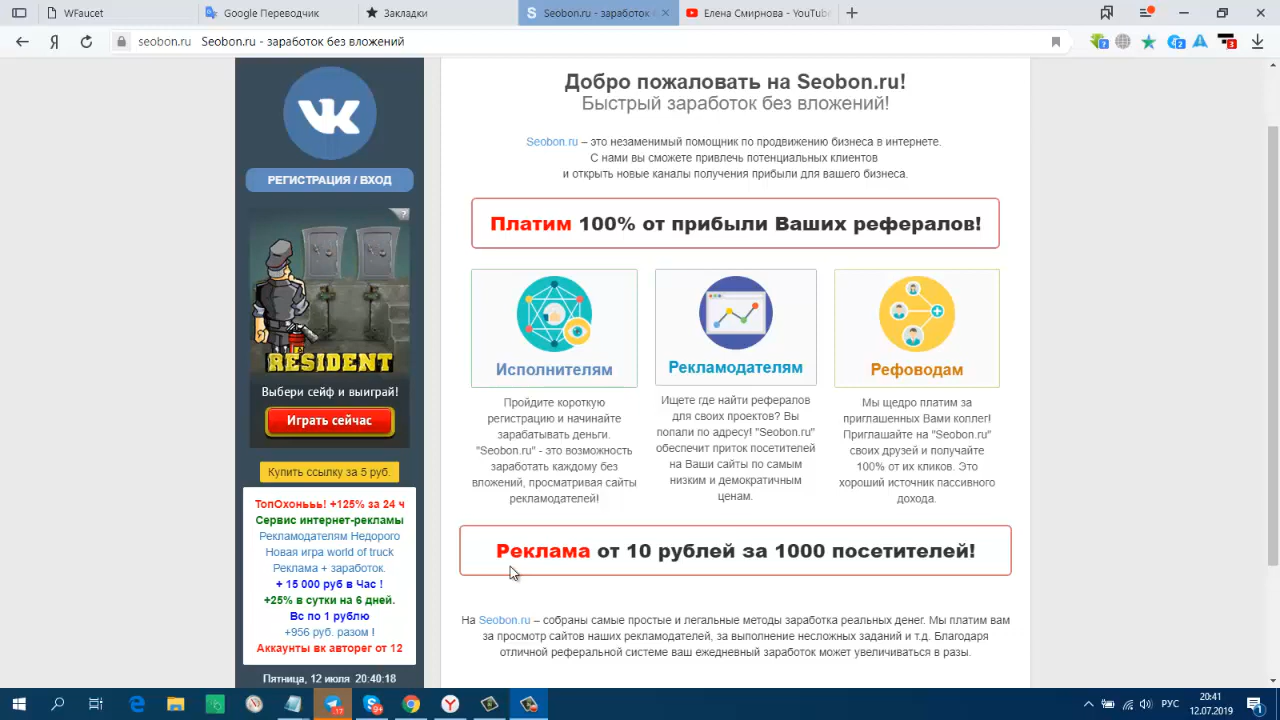 WFaucet
Google Переводчик
Закладки
Seobon.ru - заработок
Елена Смирнова - YouTube
seobon.ru Seobon.ru - заработок без вложений
7
2
3
РЕГИСТРАЦИЯ / ВХОД
?
RESIDENT
Выбери сейф и выиграй!
Играть сейчас
Купить ссылку за 5 руб.
ТопОхоньь! +125% за 24 ч
Сервис интернет-рекламы
Рекламодателям Недорого
Новая игра world of truck
Реклама + заработок.
+ 15 000 руб в Час !
+25% в сутки на 6 дней.
Вс по 1 рублю
+956 руб. разом !
Аккаунты вк авторег от 12
Пятница, 12 июля 20:40:18
Добро пожаловать на Seobon.ru!
Быстрый заработок без вложений!
Seobon.ru – это незаменимый помощник по продвижению бизнеса в интернете.
С нами вы сможете привлечь потенциальных клиентов
и открыть новые каналы получения прибыли для вашего бизнеса.
Платим 100% от прибыли Ваших рефералов!
Исполнителям
Пройдите короткую
регистрацию и начинайте
зарабатывать деньги.
"Seobon.ru" - это возможность
заработать каждому без
вложений, просматривая сайты
рекламодателей!
Рекламодателям
Ищете где найти рефералов
для своих проектов? Вы
попали по адресу! "Seobon.ru"
обеспечит приток посетителей
на Ваши сайты по самым
низким и демократичным
ценам.
Рефоводам
Мы щедро платим за
приглашенных Вами коллег!
Приглашайте на "Seobon.ru"
своих друзей и получайте
100% от их кликов. Это
хороший источник пассивного
дохода.
Реклама от 10 рублей за 1000 посетителей!
На Seobon.ru – собраны самые простые и легальные методы заработка реальных денег. Мы платим вам
за просмотр сайтов наших рекламодателей, за выполнение несложных заданий и т.д. Благодаря
отличной реферальной системе ваш ежедневный заработок может увеличиваться в разы.
РУС
20:41
12.07.2019
1